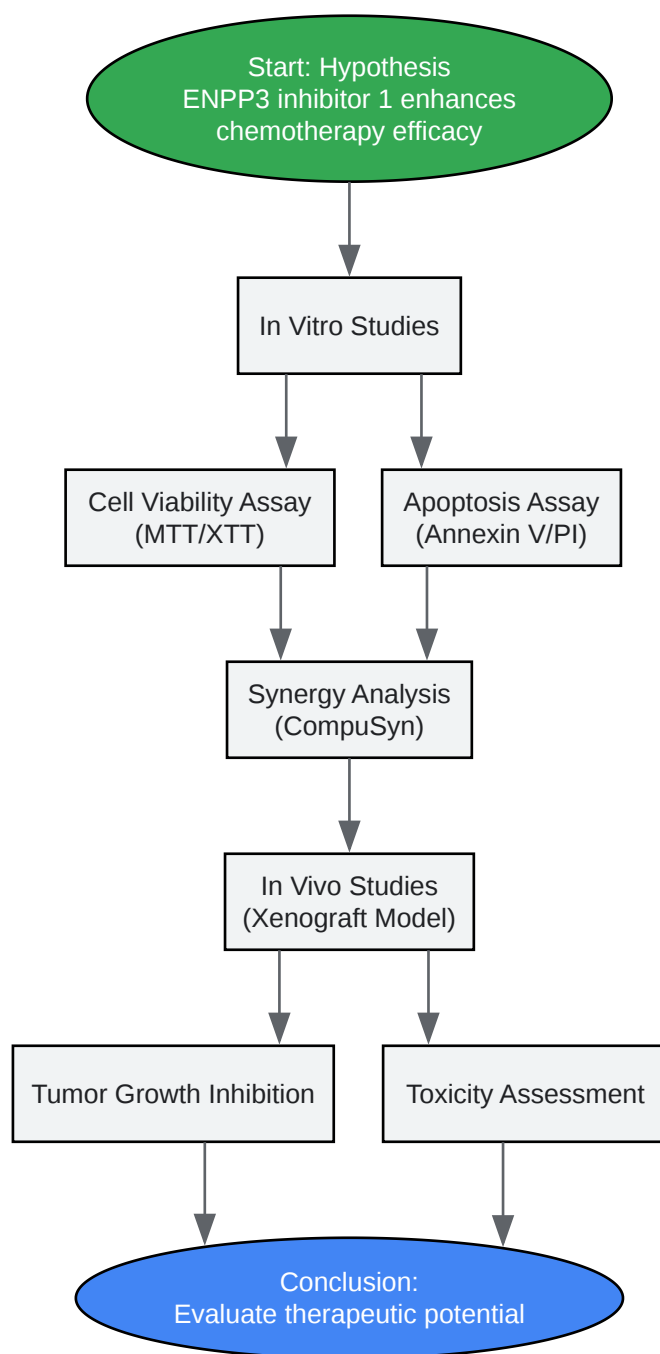 Start: Hypothesis
ENPP3 inhibitor 1 enhances
chemotherapy efficacy
In Vitro Studies
Cell Viability Assay
(MTT/XTT)
Apoptosis Assay
(Annexin V/PI)
Synergy Analysis
(CompuSyn)
In Vivo Studies
(Xenograft Model)
Tumor Growth Inhibition
Toxicity Assessment
Conclusion:
Evaluate therapeutic potential